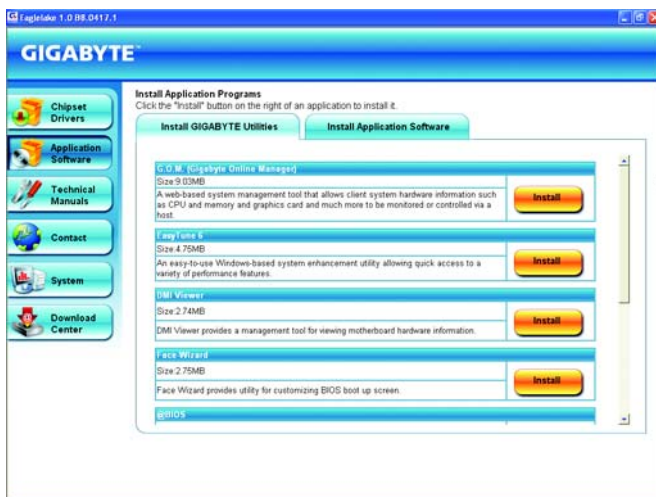 Eaglelake 1.0 B8.0417.1
GIGABYTE™
Chipset
Drivers
Application
Software
Technical
Manuals
Contact
System
Download
Center
Install Application Programs
Click the "Install" button on the right of an application to install it.
Install GIGABYTE Utilities
Install Application Software
G.O.M. (Gigabyte Online Manager)
Size:9.03MB
A web-based system management tool that allows client system hardware information such
as CPU and memory and graphics card and much more to be monitored or controlled via a
host.
Install
EasyTune 6
Size:4.75MB
An easy-to-use Windows-based system enhancement utility allowing quick access to a
variety of performance features.
Install
DMI Viewer
Size:2.74MB
DMI Viewer provides a management tool for viewing motherboard hardware information.
Install
Face Wizard
Size:2.75MB
Face Wizard provides utility for customizing BIOS boot up screen.
Install
@BIOS